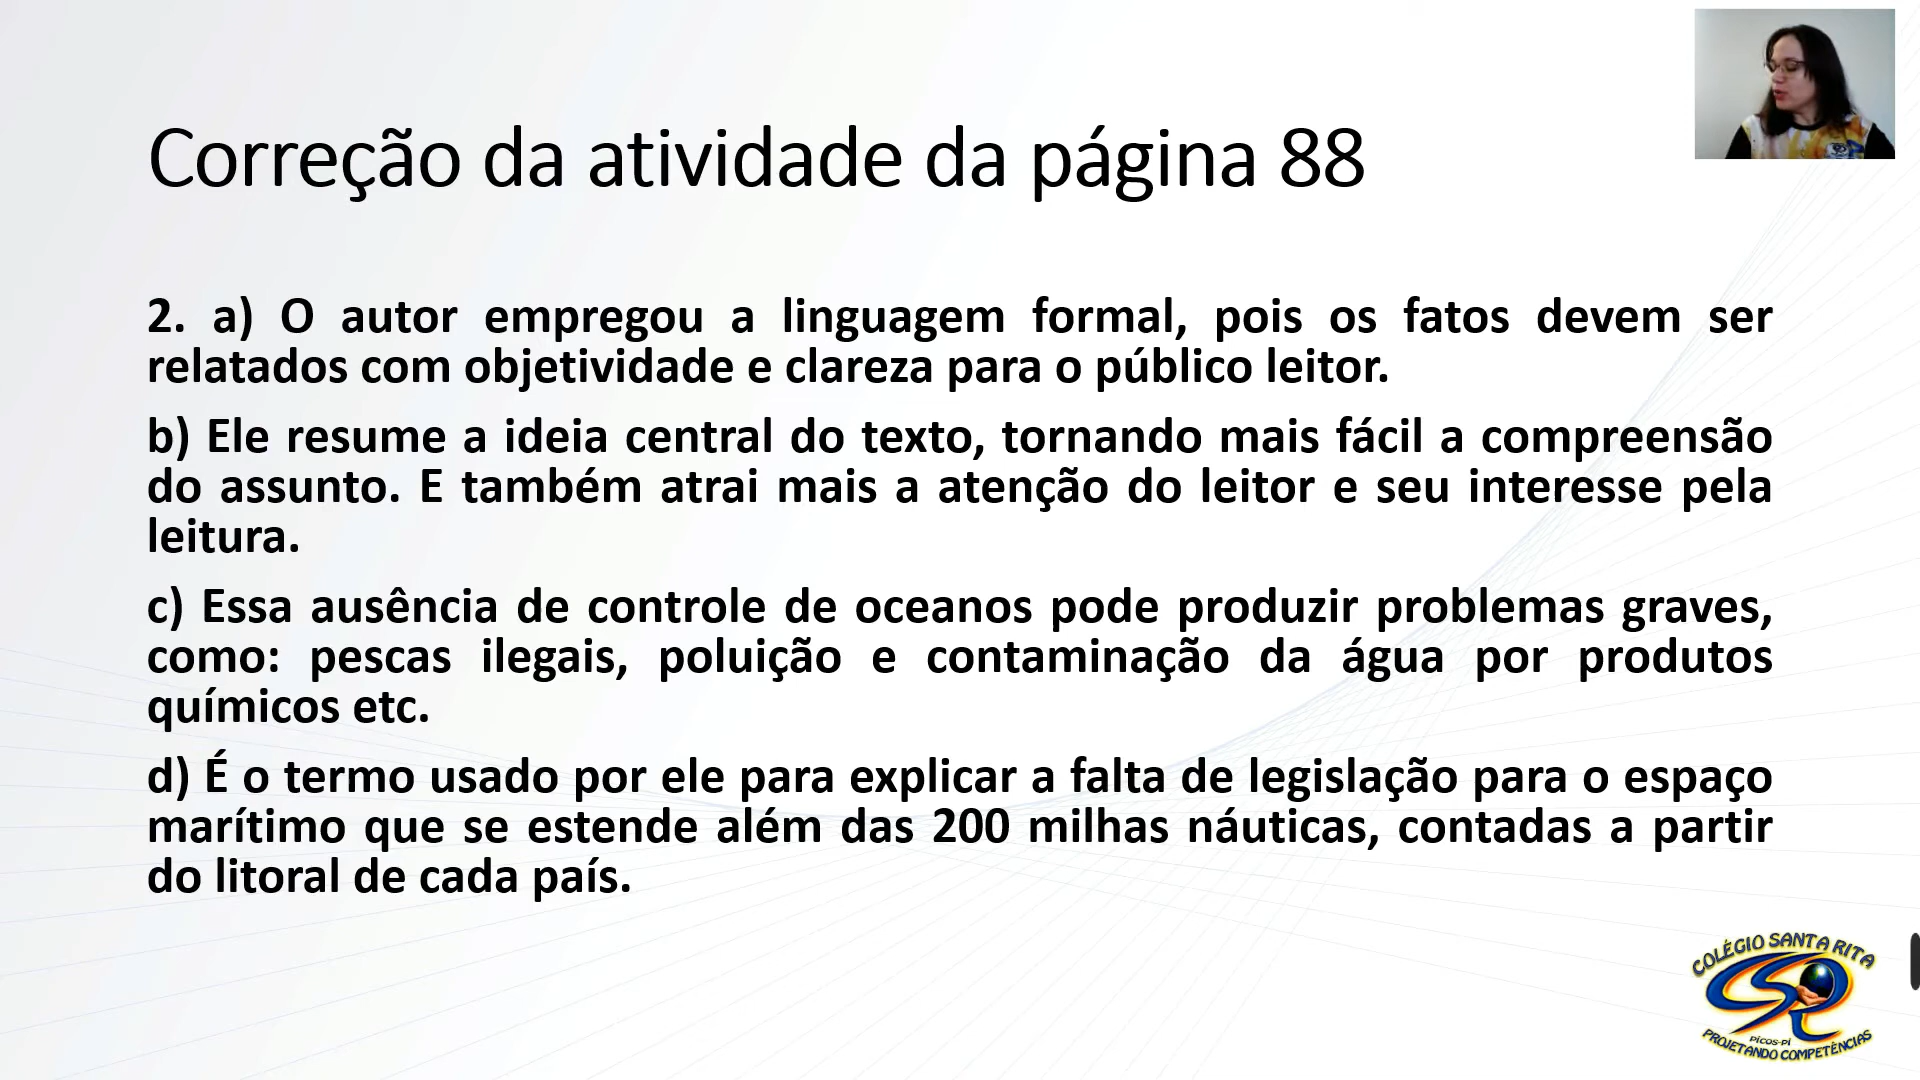 Correção da atividade da página 88
2. a) O autor empregou a linguagem formal, pois os fatos devem ser
relatados com objetividade e clareza para o público leitor.
b) Ele resume a ideia central do texto, tornando mais fácil a compreensão
do assunto. E também atrai mais a atenção do leitor e seu interesse pela
leitura.
c) Essa ausência de controle de oceanos pode produzir problemas graves,
como: pescas ilegais, poluição e contaminação da água por produtos
químicos etc.
d) É o termo usado por ele para explicar a falta de legislação para o espaço
marítimo que se estende além das 200 milhas náuticas, contadas a partir
do litoral de cada país.
COLÉGIO SANTA RITA
PICOS-PI
PROJETANDO COMPETÊNCIAS